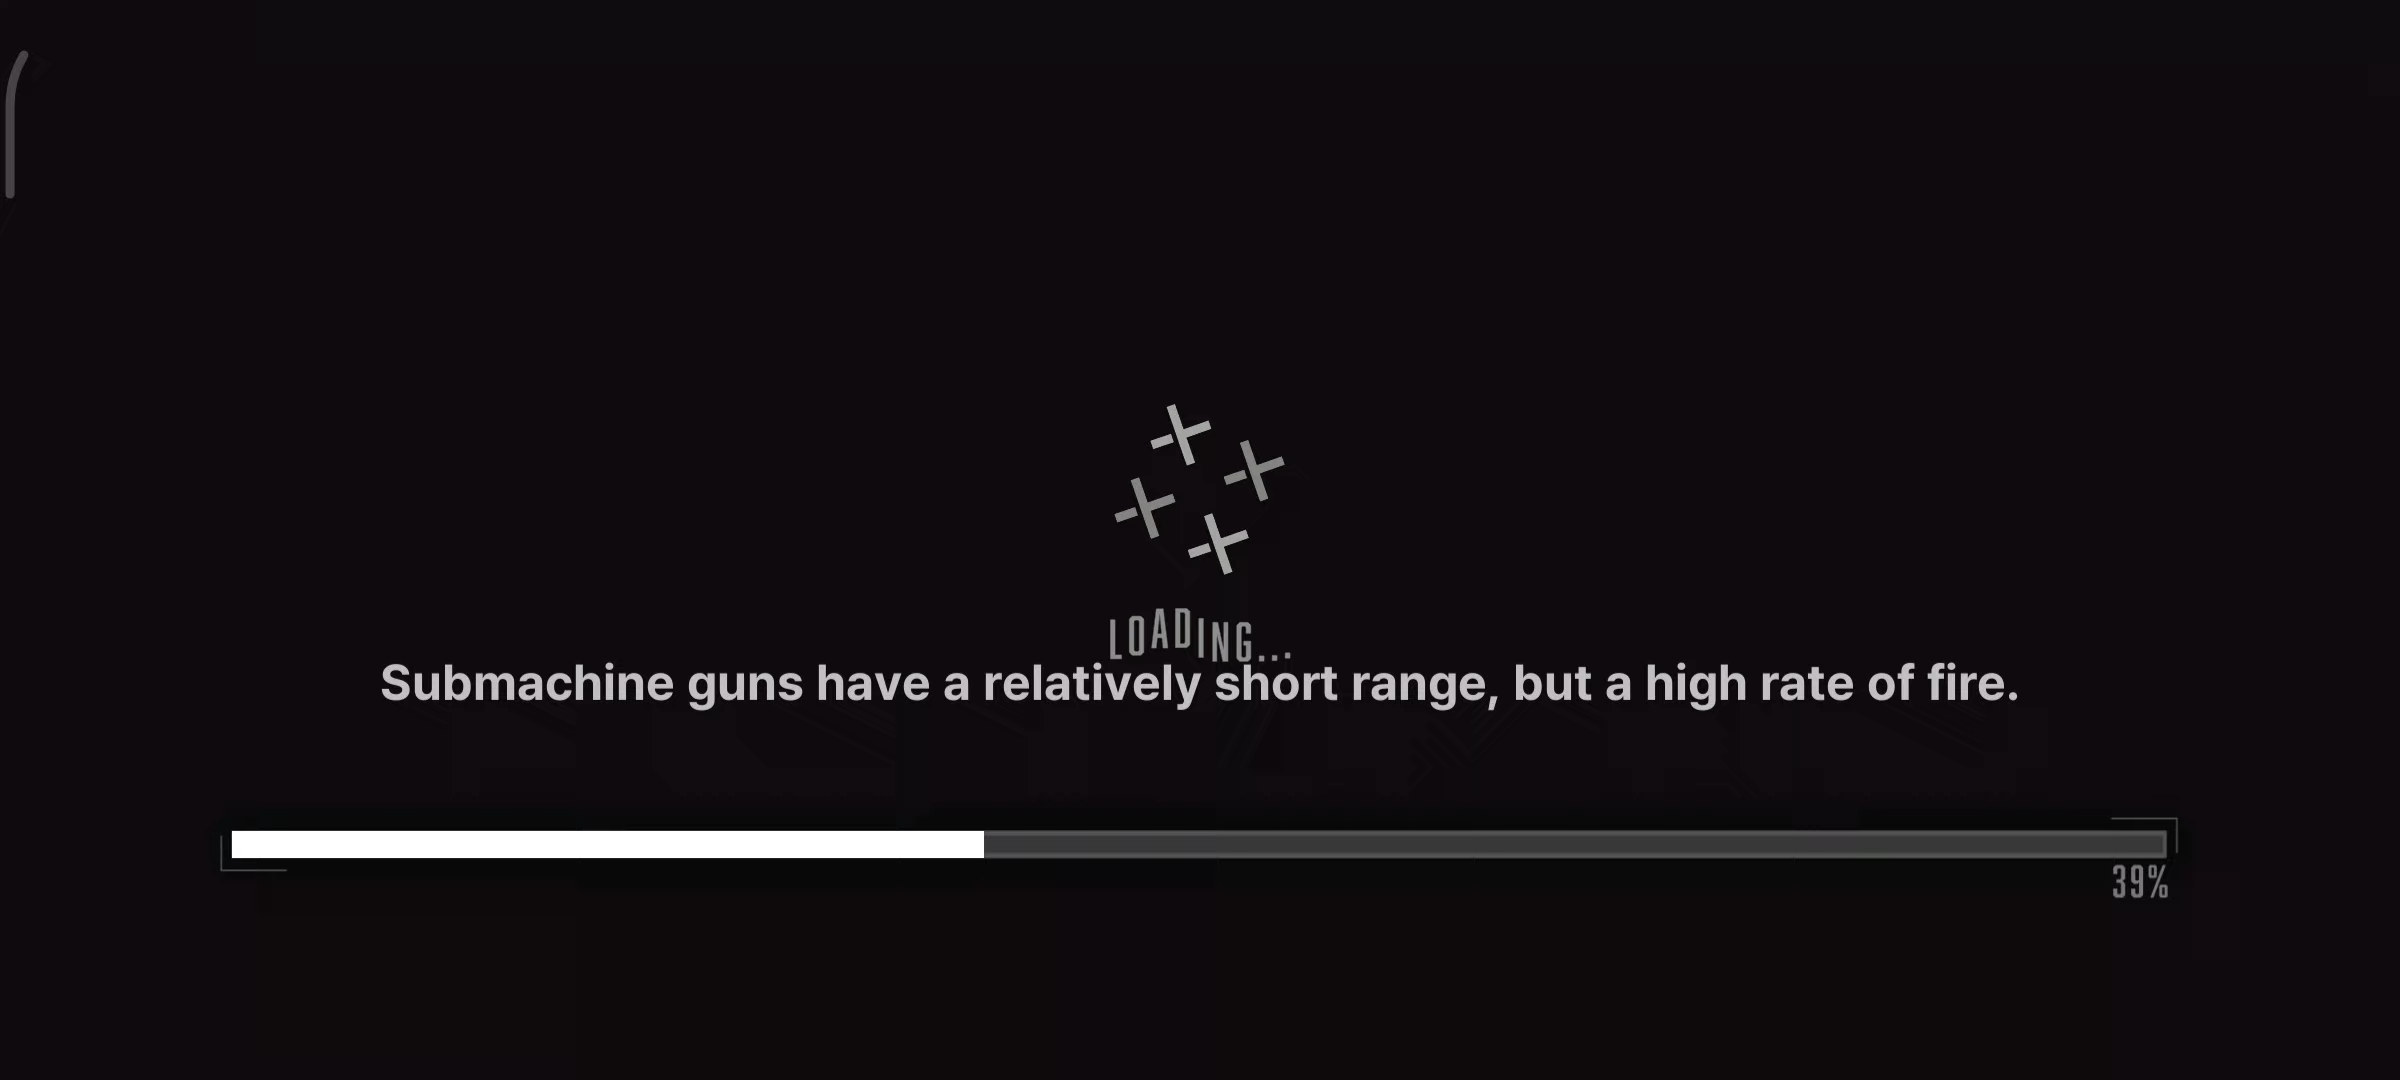 LOADING...
Submachine guns have a relatively short range, but a high rate of fire.
39%